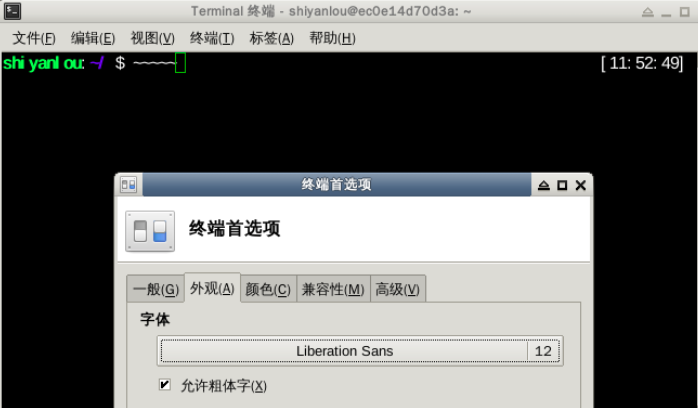 Terminal 终端 - shiyanlou@ec0e14d70d3a: ~
文件(F) 编辑(E) 视图(V) 终端(T) 标签(A) 帮助(H)
shiyanlou:~/ $ ~~~~~ [11:52:49]
终端首选项
终端首选项
一般(G) 外观(A) 颜色(C) 兼容性(M) 高级(V)
字体
Liberation Sans 12
允许粗体字(X)